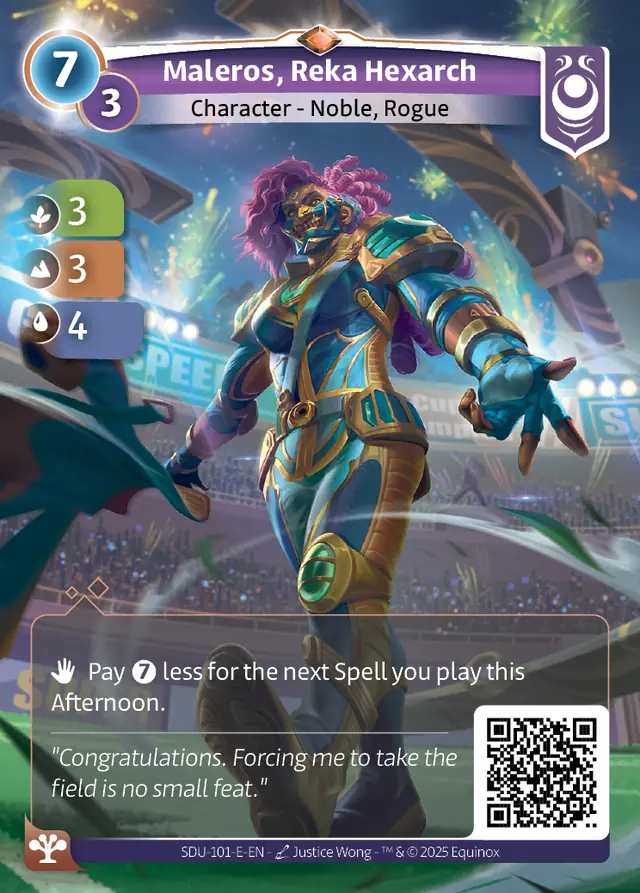 7
Maleros, Reka Hexarch
3
Character - Noble, Rogue
3
3
4
SPEE
Cu
Pay 7 less for the next Spell you play this
Afternoon.
"Congratulations. Forcing me to take the
field is no small feat."
SDU-101-E-EN - Justice Wong - ™ & © 2025 Equinox